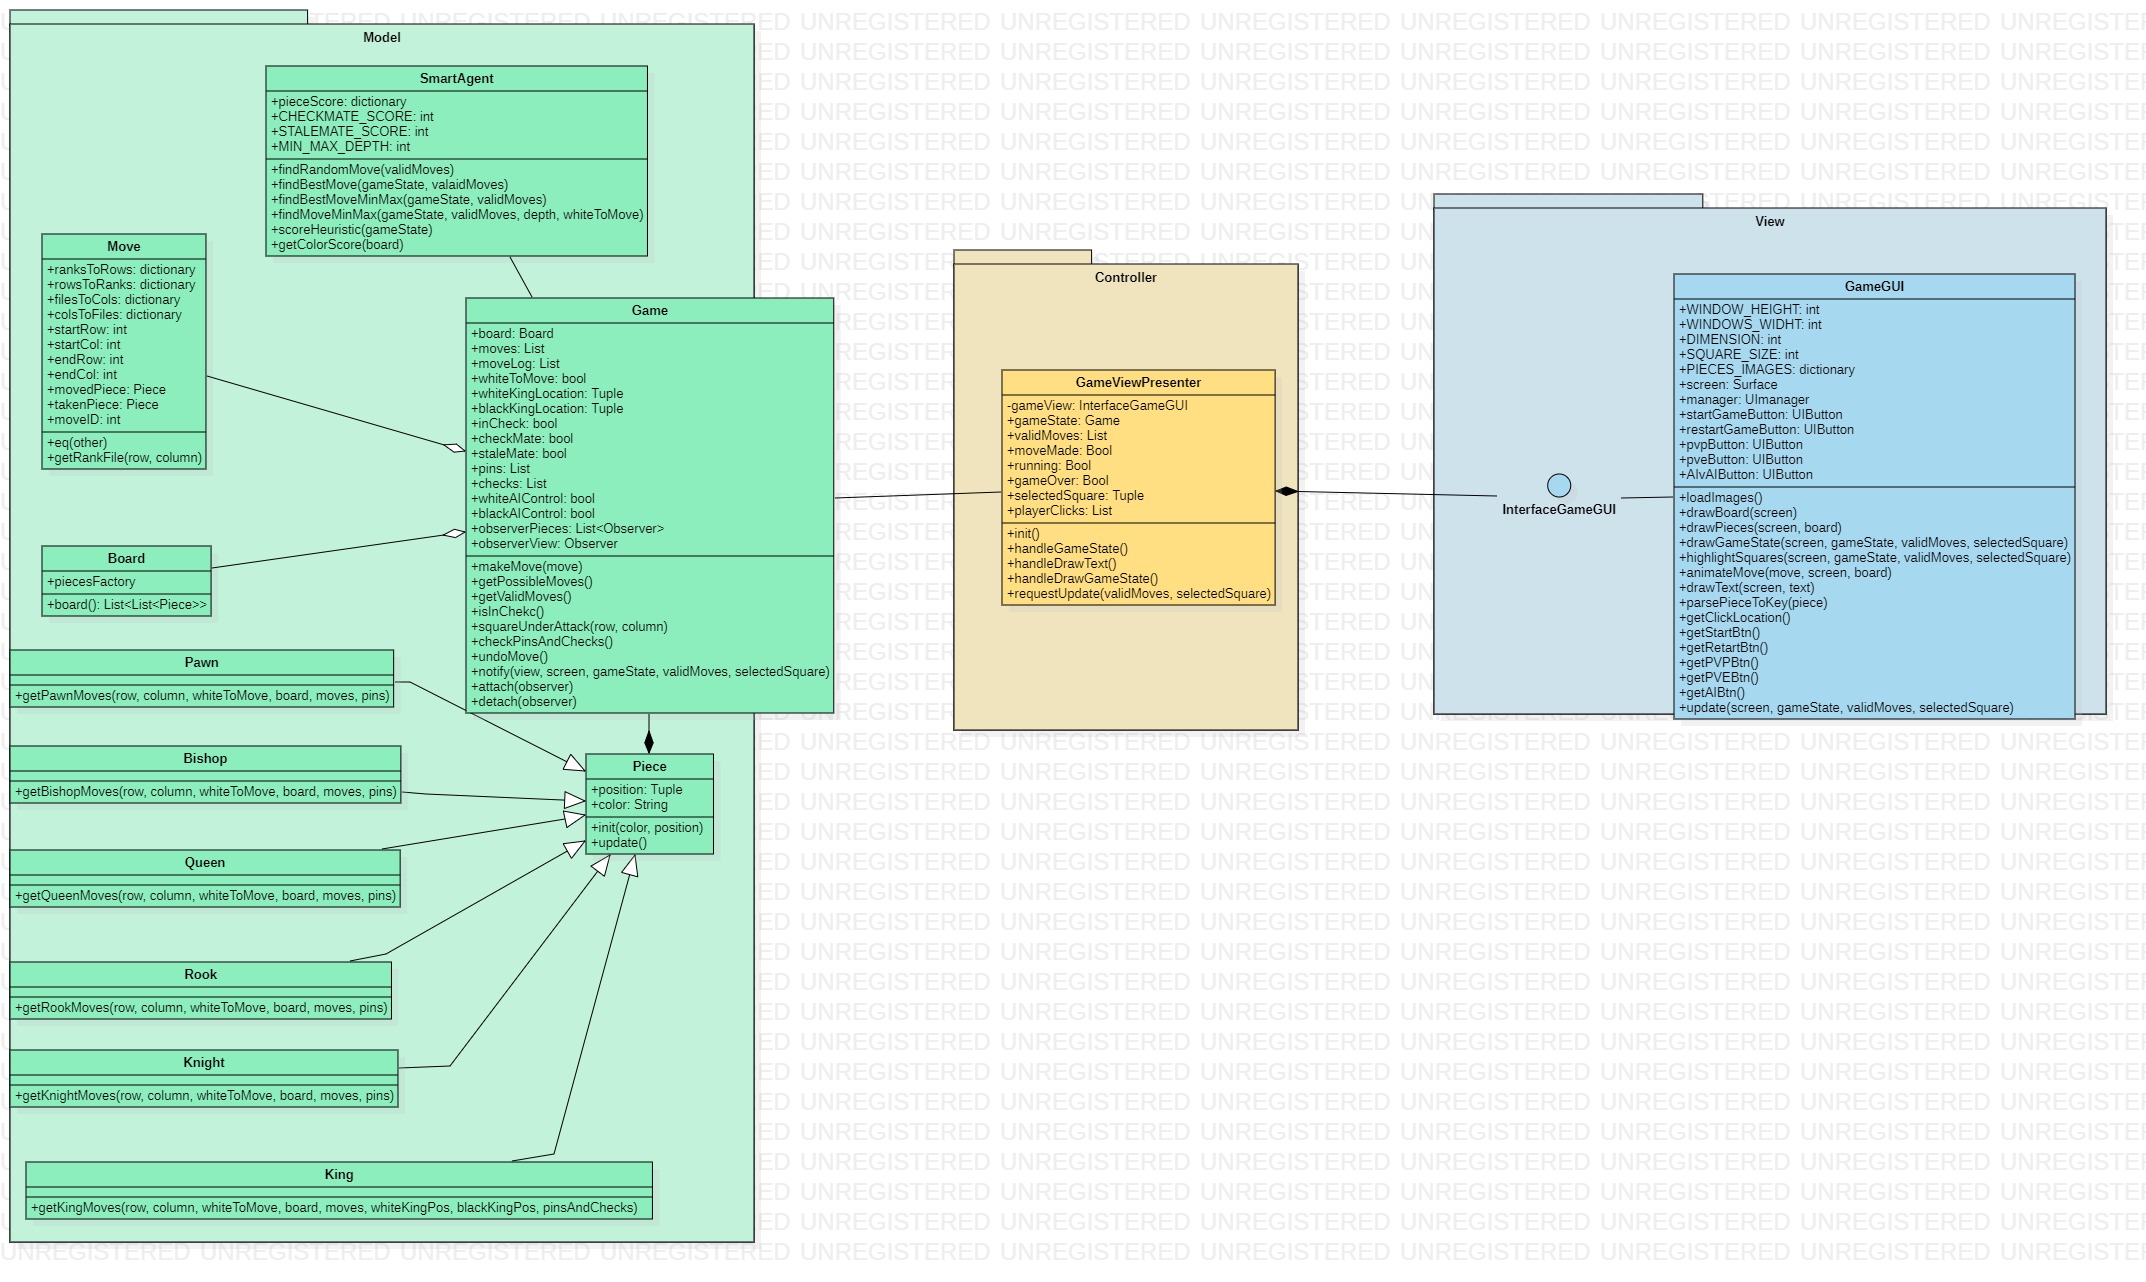 Model
SmartAgent
+pieceScore: dictionary
+CHECKMATE_SCORE: int
+STALEMATE_SCORE: int
+MIN_MAX_DEPTH: int
+findRandomMove(validMoves)
+findBestMove(gameState, valaidMoves)
+findBestMoveMinMax(gameState, validMoves)
+findMoveMinMax(gameState, validMoves, depth, whiteToMove)
+scoreHeuristic(gameState)
+getColorScore(board)
Move
+ranksToRows: dictionary
+rowsToRanks: dictionary
+filesToCols: dictionary
+colsToFiles: dictionary
+startRow: int
+startCol: int
+endRow: int
+endCol: int
+movedPiece: Piece
+takenPiece: Piece
+moveID: int
+eq(other)
+getRankFile(row, column)
Game
+board: Board
+moves: List
+moveLog: List
+whiteToMove: bool
+whiteKingLocation: Tuple
+blackKingLocation: Tuple
+inCheck: bool
+checkMate: bool
+staleMate: bool
+pins: List
+checks: List
+whiteAIControl: bool
+blackAIControl: bool
+observerPieces: List<Observer>
+observerView: Observer
+makeMove(move)
+getPossibleMoves()
+getValidMoves()
+isInChekc()
+squareUnderAttack(row, column)
+checkPinsAndChecks()
+undoMove()
+notify(view, screen, gameState, validMoves, selectedSquare)
+attach(observer)
+detach(observer)
Board
+piecesFactory
+board(): List<List<Piece>>
Pawn
+getPawnMoves(row, column, whiteToMove, board, moves, pins)
Bishop
+getBishopMoves(row, column, whiteToMove, board, moves, pins)
Piece
+position: Tuple
+color: String
+init(color, position)
+update()
Queen
+getQueenMoves(row, column, whiteToMove, board, moves, pins)
Rook
+getRookMoves(row, column, whiteToMove, board, moves, pins)
Knight
+getKnightMoves(row, column, whiteToMove, board, moves, pins)
King
+getKingMoves(row, column, whiteToMove, board, moves, whiteKingPos, blackKingPos, pinsAndChecks)
Controller
GameViewPresenter
-gameView: InterfaceGameGUI
+gameState: Game
+validMoves: List
+moveMade: Bool
+running: Bool
+gameOver: Bool
+selectedSquare: Tuple
+playerClicks: List
+init()
+handleGameState()
+handleDrawText()
+handleDrawGameState()
+requestUpdate(validMoves, selectedSquare)
View
InterfaceGameGUI
GameGUI
+WINDOW_HEIGHT: int
+WINDOWS_WIDHT: int
+DIMENSION: int
+SQUARE_SIZE: int
+PIECES_IMAGES: dictionary
+screen: Surface
+manager: UImanager
+startGameButton: UIButton
+restartGameButton: UIButton
+pvpButton: UIButton
+pveButton: UIButton
+AIvAIButton: UIButton
+loadImages()
+drawBoard(screen)
+drawPieces(screen, board)
+drawGameState(screen, gameState, validMoves, selectedSquare)
+highlightSquares(screen, gameState, validMoves, selectedSquare)
+animateMove(move, screen, board)
+drawText(screen, text)
+parsePieceToKey(piece)
+getClickLocation()
+getStartBtn()
+getRetartBtn()
+getPVPBtn()
+getPVEBtn()
+getAIBtn()
+update(screen, gameState, validMoves, selectedSquare)
UNREGISTERED